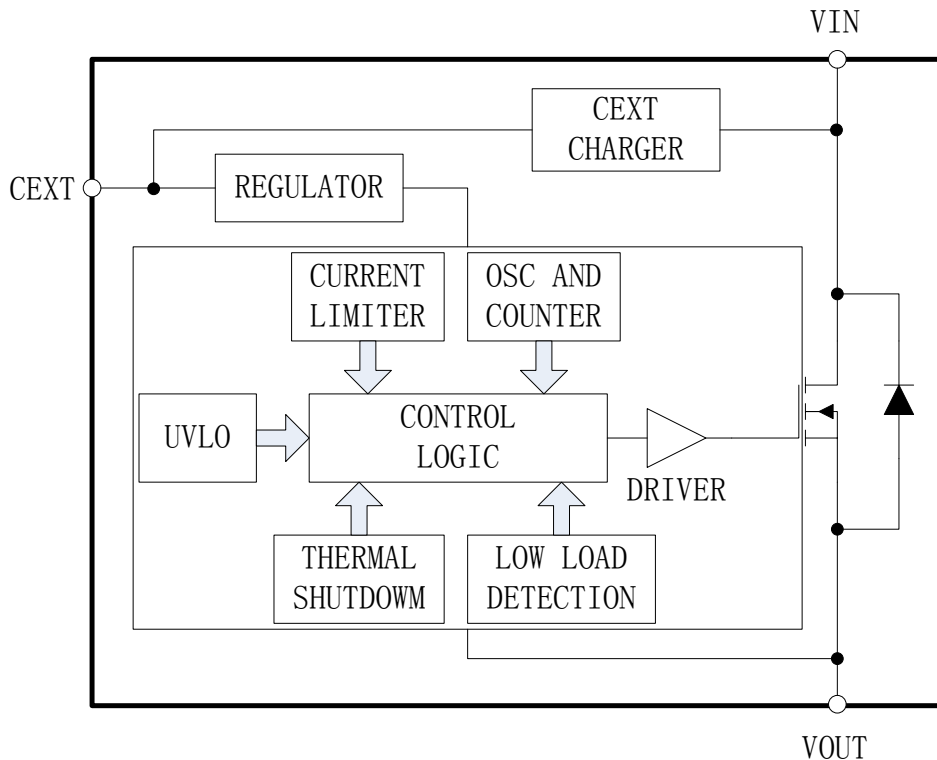 VIN
CEXT
CHARGER
CEXT
REGULATOR
CURRENT
LIMITER
OSC AND
COUNTER
UVLO
CONTROL
LOGIC
DRIVER
THERMAL
SHUTDOWM
LOW LOAD
DETECTION
VOUT